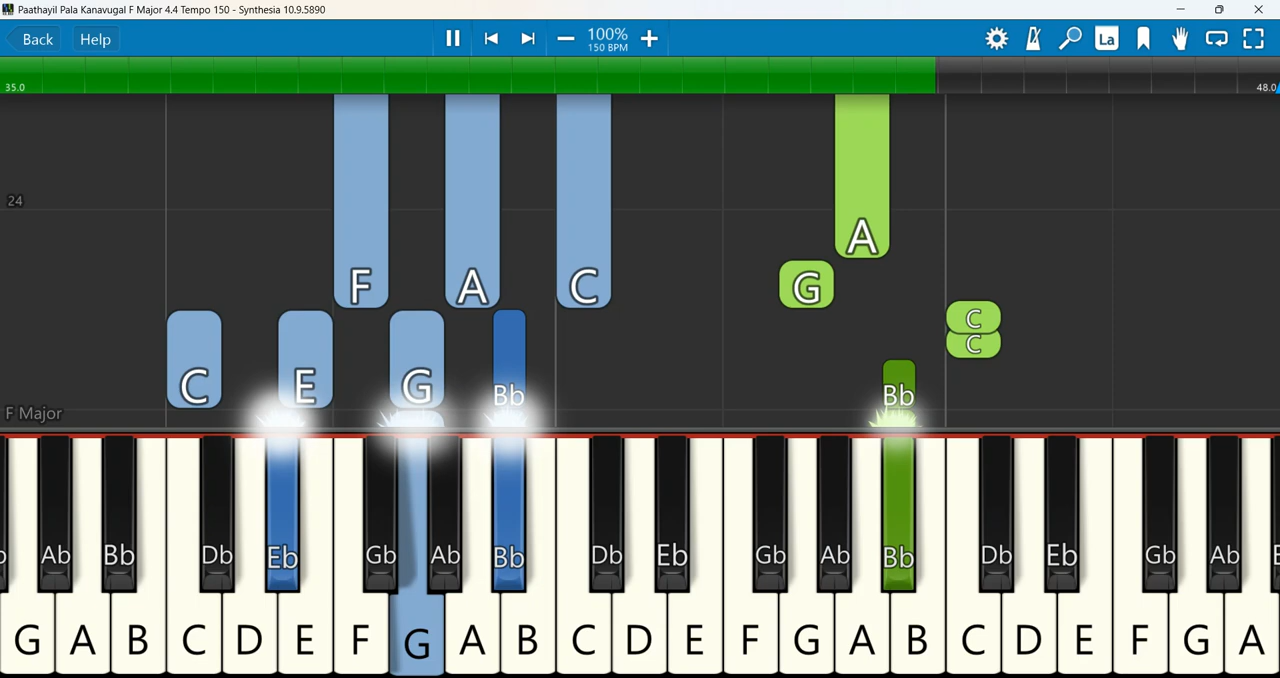 Paathayil Pala Kanavugal F Major 4.4 Tempo 150 - Synthesia 10.9.5890
Back Help 100% La
150 BPM
35.0 48.0
24
F A C G A
C E G Bb Bb C
C
F Major
Ab Bb Db Eb Gb Ab Bb Db Eb Gb Ab Bb Db Eb Gb Ab
G A B C D E F G A B C D E F G A B C D E F G A